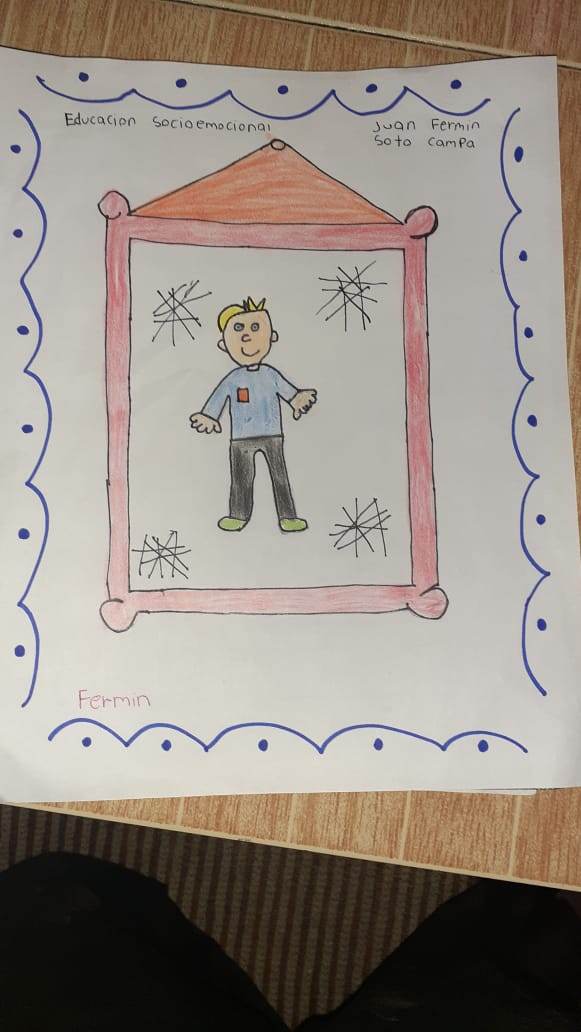 Educacion Socioemocional
Juan Fermin
Soto Campa
Fermin